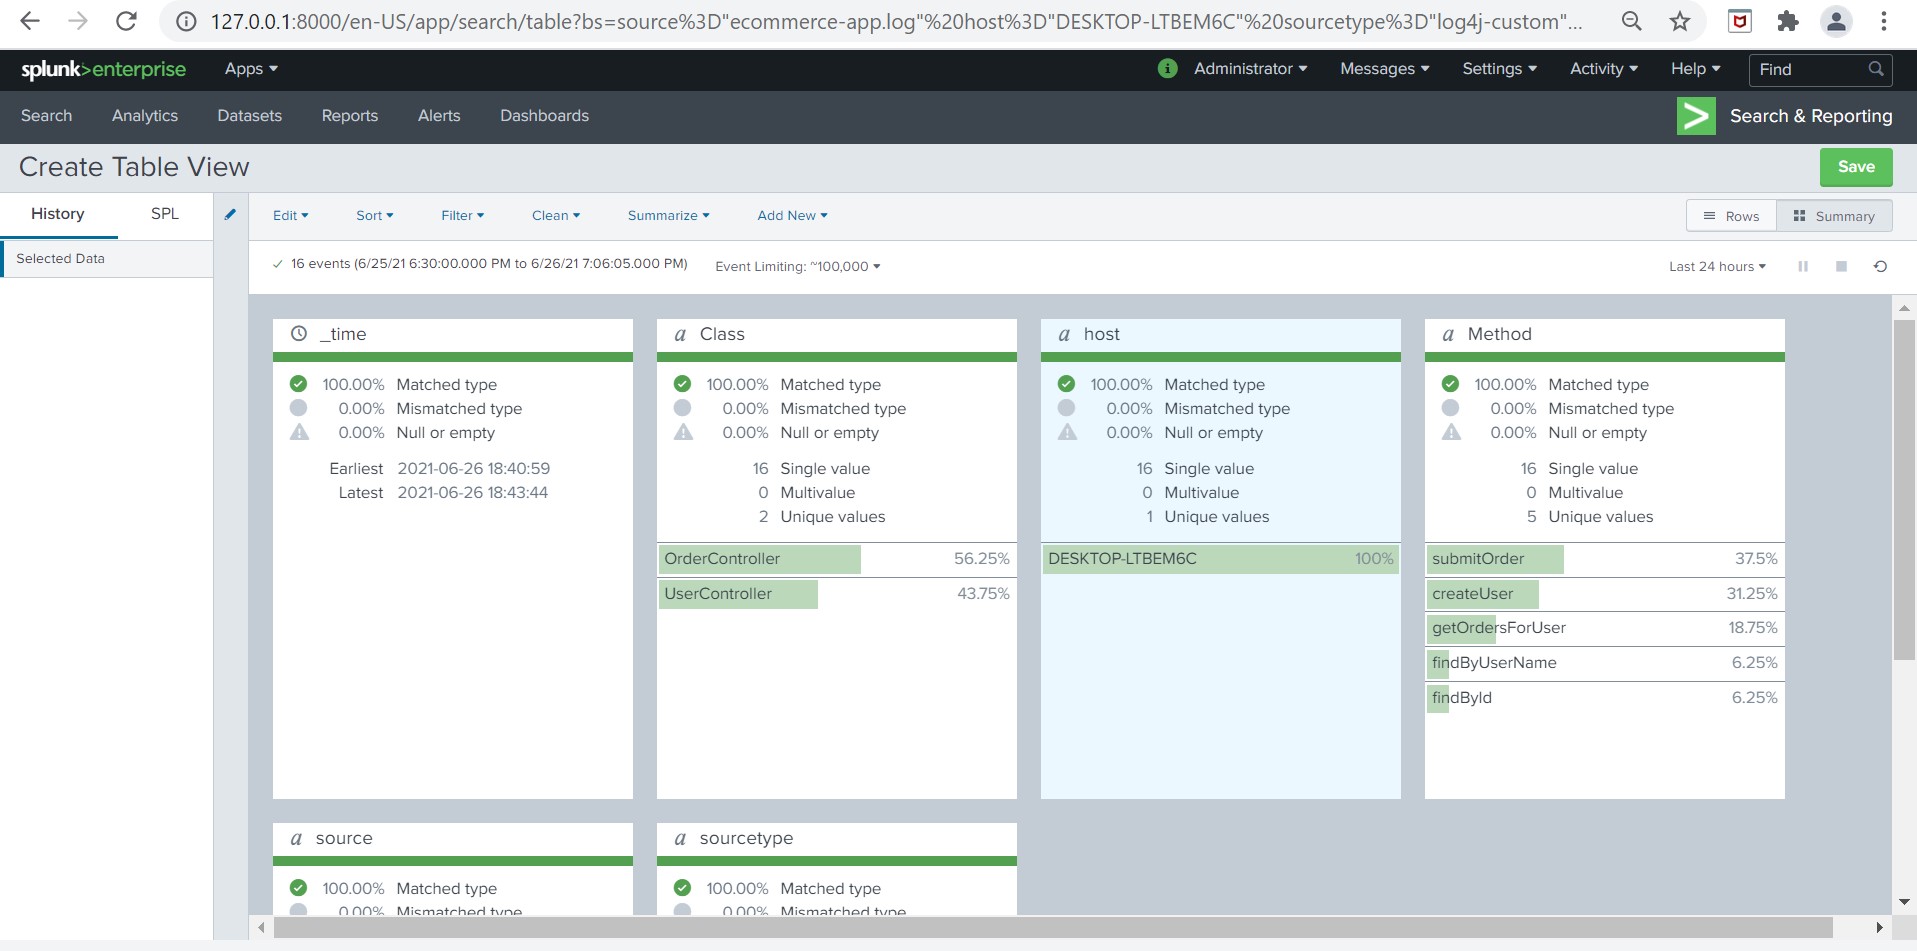 127.0.0.1:8000/en-US/app/search/table?bs=source%3D"ecommerce-app.log"%20host%3D"DESKTOP-LTBEM6C"%20sourcetype%3D"log4j-custom"...
splunk>enterprise Apps Administrator Messages Settings Activity Help Find
Search Analytics Datasets Reports Alerts Dashboards Search & Reporting
Create Table View Save
History SPL Edit Sort Filter Clean Summarize Add New Rows Summary
Selected Data
16 events (6/25/21 6:30:00.000 PM to 6/26/21 7:06:05.000 PM) Event Limiting: ~100,000 Last 24 hours
_time
100.00% Matched type
0.00% Mismatched type
0.00% Null or empty
Earliest 2021-06-26 18:40:59
Latest 2021-06-26 18:43:44
a Class
100.00% Matched type
0.00% Mismatched type
0.00% Null or empty
16 Single value
0 Multivalue
2 Unique values
OrderController 56.25%
UserController 43.75%
a host
100.00% Matched type
0.00% Mismatched type
0.00% Null or empty
16 Single value
0 Multivalue
1 Unique values
DESKTOP-LTBEM6C 100%
a Method
100.00% Matched type
0.00% Mismatched type
0.00% Null or empty
16 Single value
0 Multivalue
5 Unique values
submitOrder 37.5%
createUser 31.25%
getOrdersForUser 18.75%
findByUserName 6.25%
findById 6.25%
a source
100.00% Matched type
0.00% Mismatched type
a sourcetype
100.00% Matched type
0.00% Mismatched type